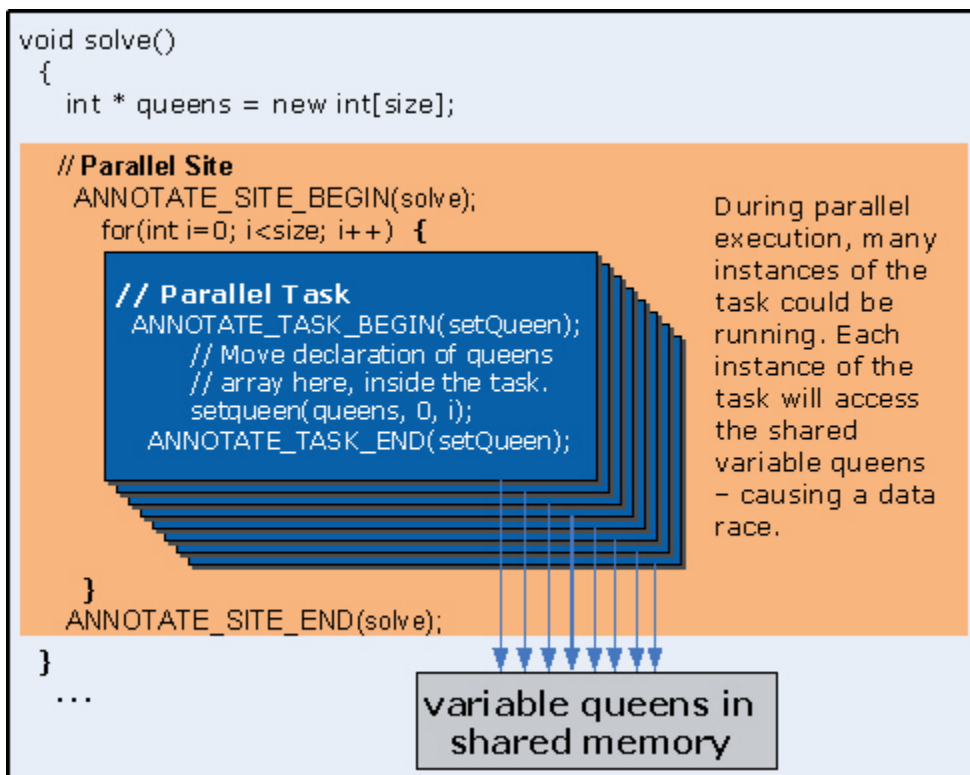 void solve()
{
int * queens = new int[size];
// Parallel Site
ANNOTATE_SITE_BEGIN(solve);
for(int i=0; i<size; i++) {
// Parallel Task
ANNOTATE_TASK_BEGIN(setQueen);
// Move declaration of queens
// array here, inside the task.
setqueen(queens, 0, i);
ANNOTATE_TASK_END(setQueen);
During parallel
execution, many
instances of the
task could be
running. Each
instance of the
task will access
the shared
variable queens
– causing a data
race.
}
ANNOTATE_SITE_END(solve);
}
...
variable queens in
shared memory